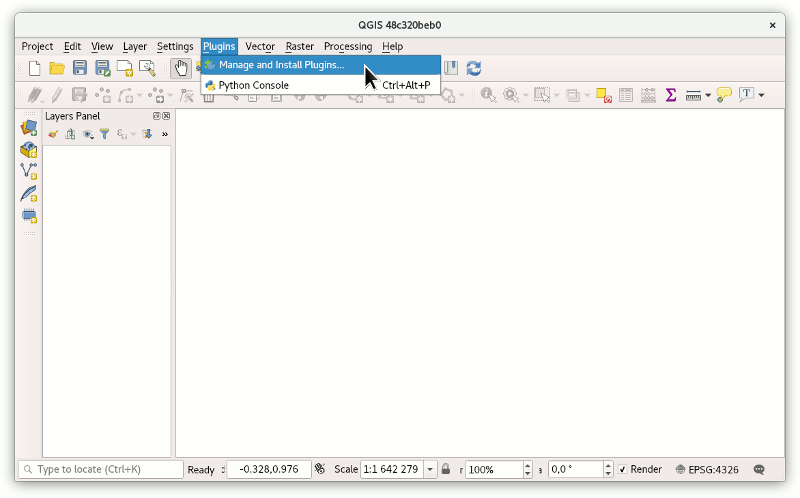 QGIS 48c320beb0
Project Edit View Layer Settings Plugins Vector Raster Processing Help
Manage and Install Plugins...
Python Console Ctrl+Alt+P
Layers Panel
Type to locate (Ctrl+K) Ready -0.328,0.976 Scale 1:1 642 279 100% 0,0 ° Render EPSG:4326